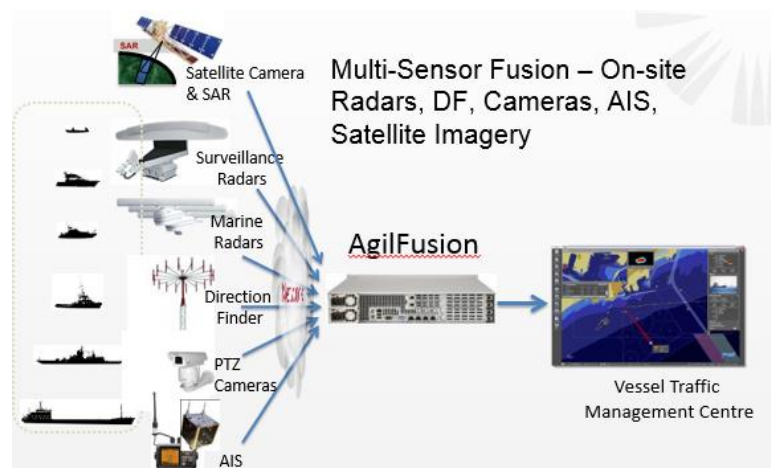 SAR
Satellite Camera
& SAR
Multi-Sensor Fusion – On-site
Radars, DF, Cameras, AIS,
Satellite Imagery
Surveillance
Radars
Marine
Radars
AgilFusion
Direction
Finder
PTZ
Cameras
AIS
Vessel Traffic
Management Centre